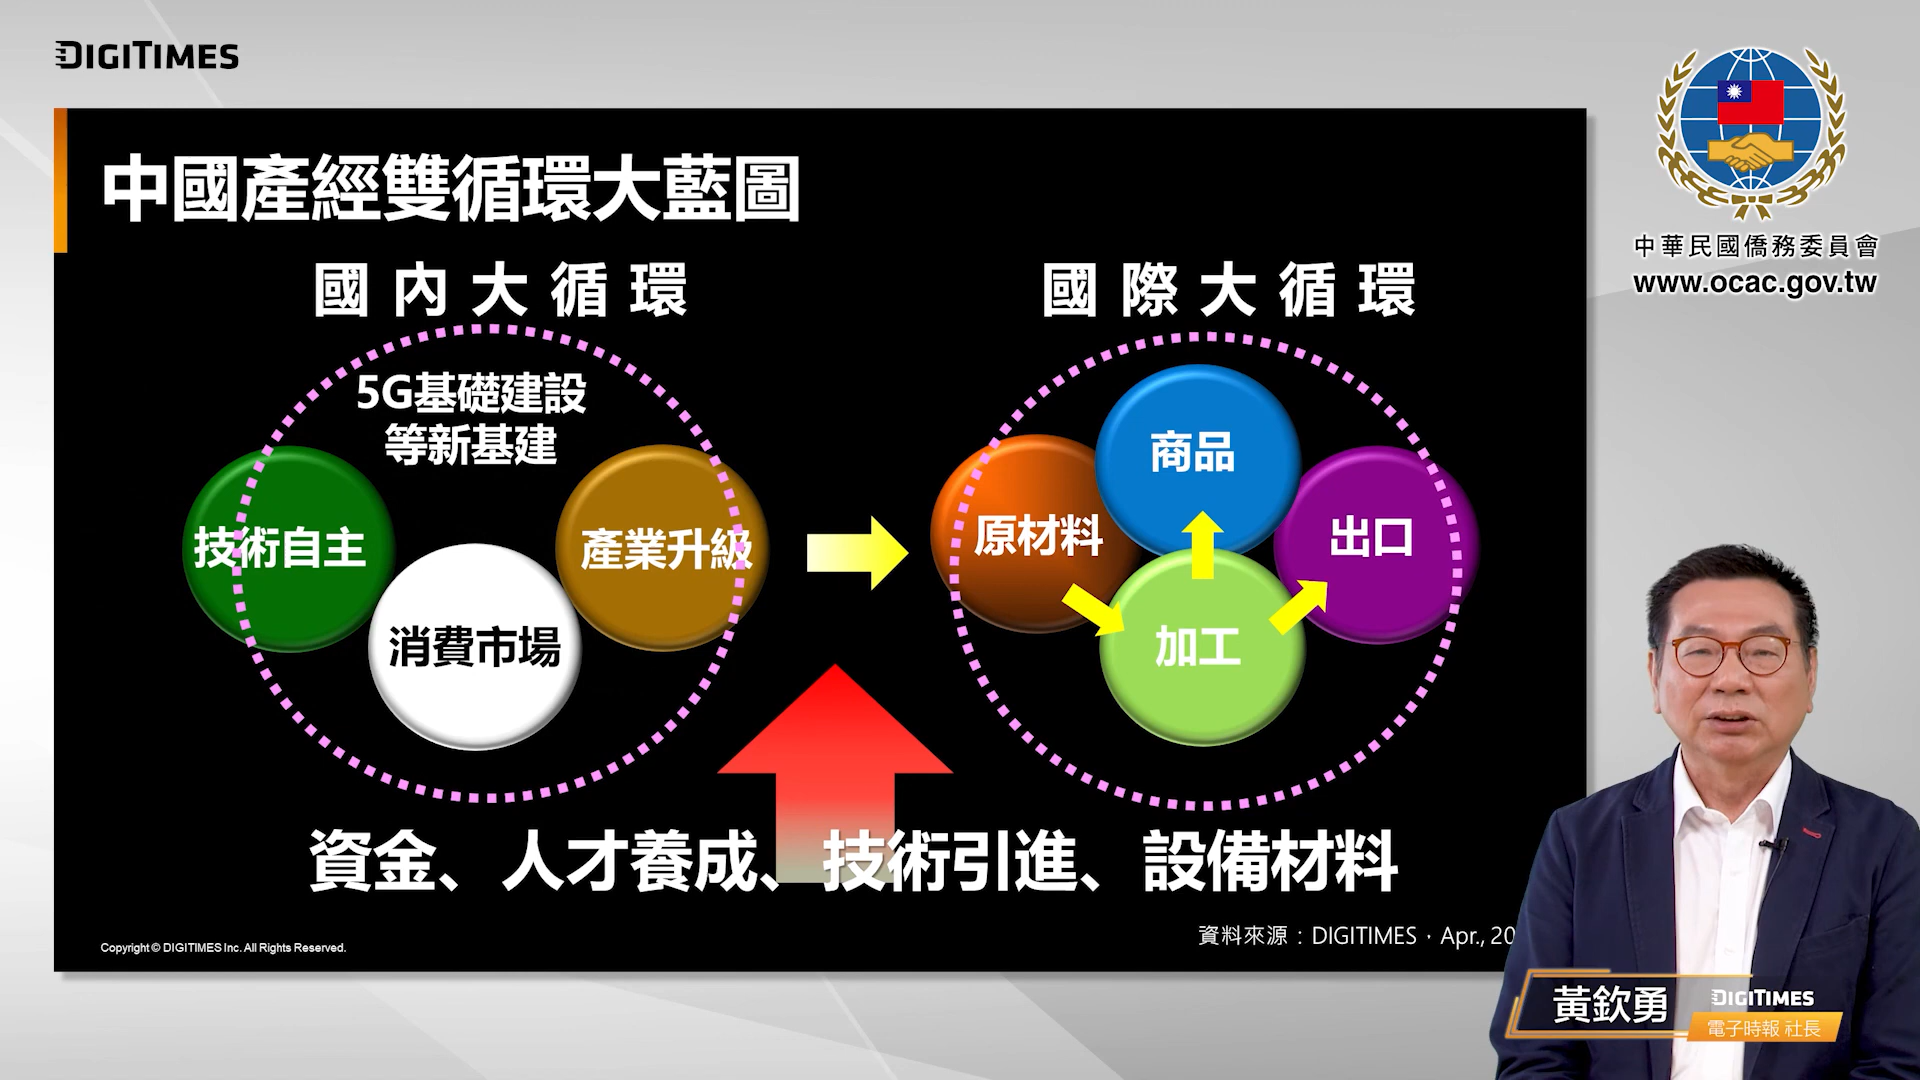 DIGITIMES
中國產經雙循環大藍圖
國內大循環
5G基礎建設
等新基建
技術自主
產業升級
消費市場
國際大循環
商品
原材料
出口
加工
資金、人才養成、技術引進、設備材料
Copyright © DIGITIMES Inc. All Rights Reserved.
資料來源：DIGITIMES，Apr., 20
中華民國僑務委員會
www.ocac.gov.tw
黃欽勇
DIGITIMES
電子時報 社長